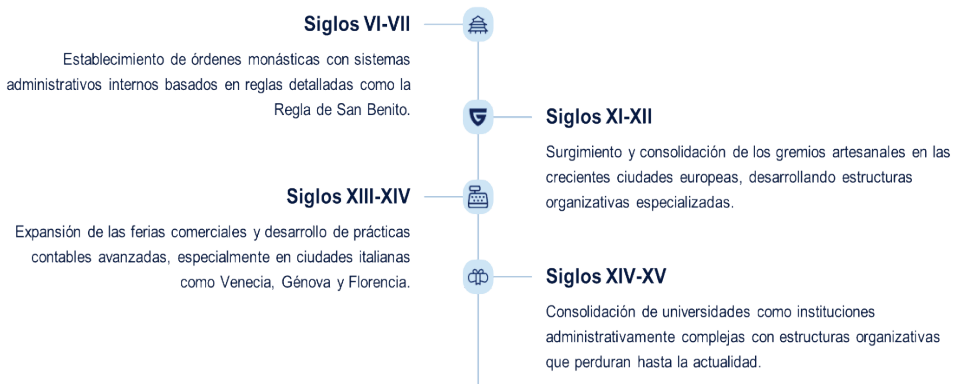 Siglos VI-VII
Establecimiento de órdenes monásticas con sistemas
administrativos internos basados en reglas detalladas como la
Regla de San Benito.
Siglos XI-XII
Surgimiento y consolidación de los gremios artesanales en las
crecientes ciudades europeas, desarrollando estructuras
organizativas especializadas.
Siglos XIII-XIV
Expansión de las ferias comerciales y desarrollo de prácticas
contables avanzadas, especialmente en ciudades italianas
como Venecia, Génova y Florencia.
Siglos XIV-XV
Consolidación de universidades como instituciones
administrativamente complejas con estructuras organizativas
que perduran hasta la actualidad.